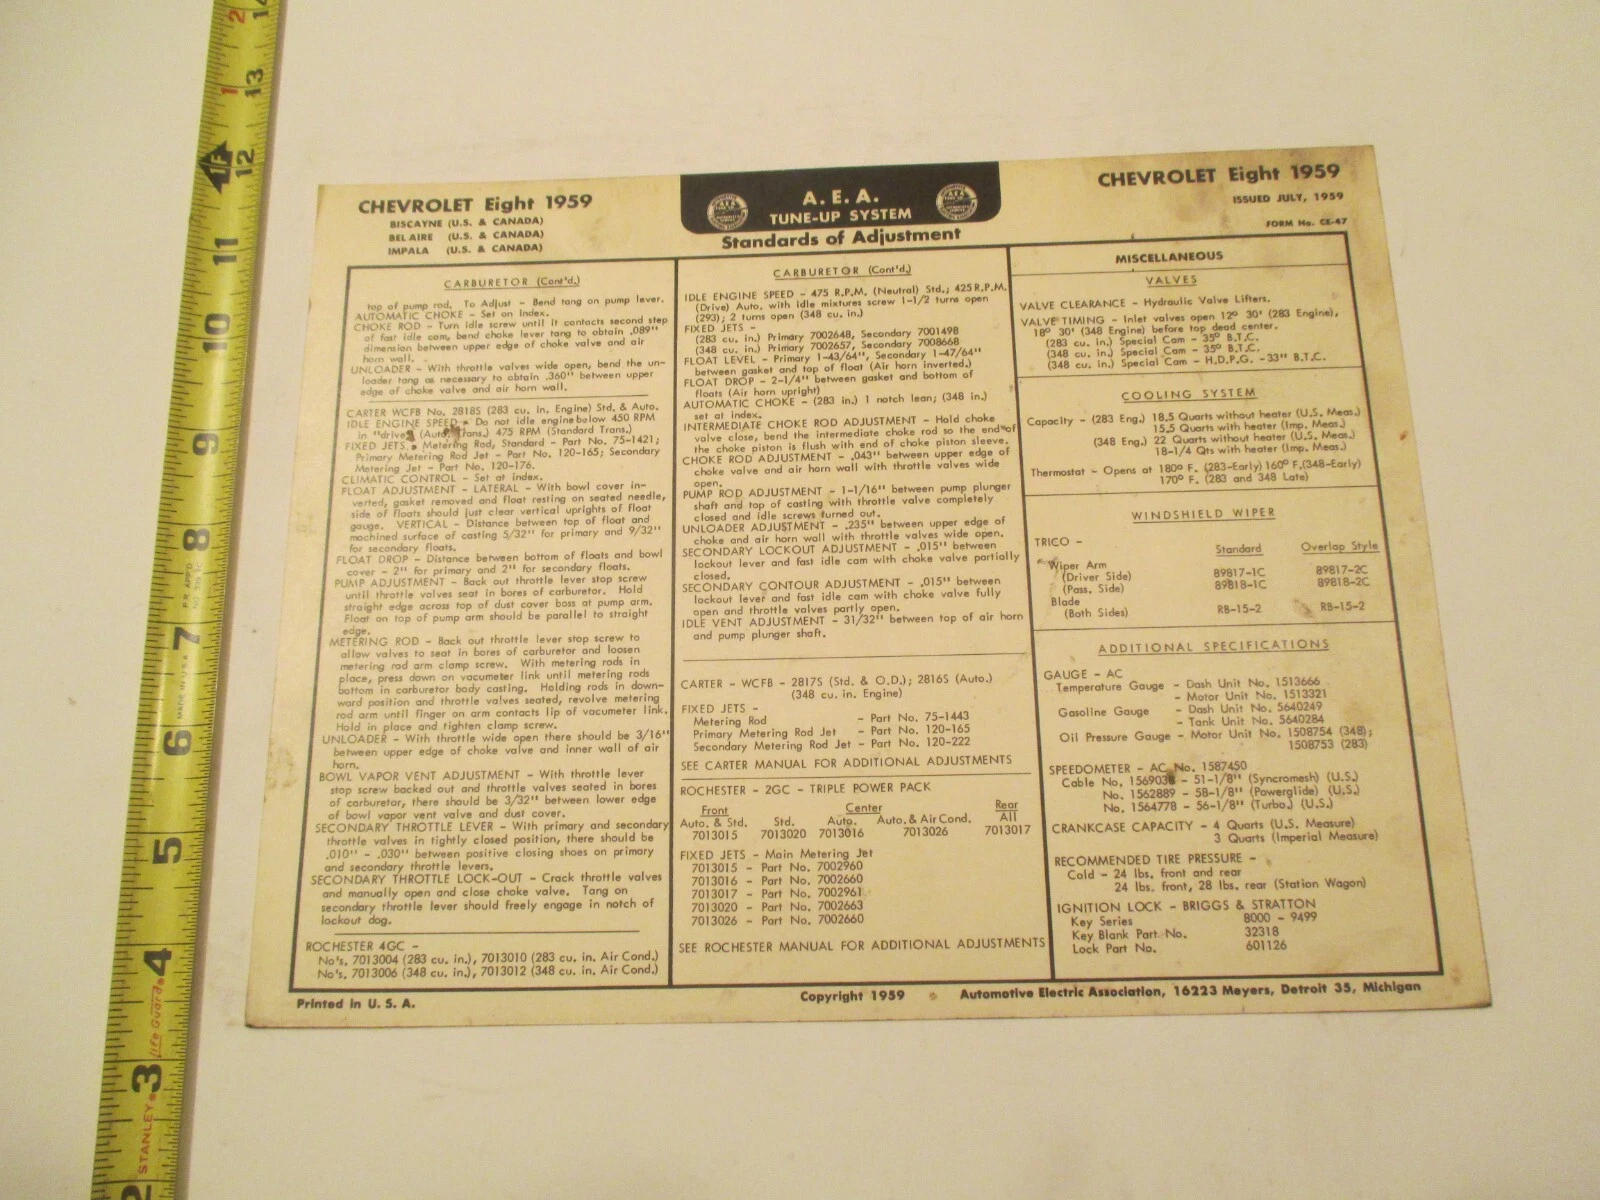 CHEVROLET Eight 1959
BISCAYNE (U.S. & CANADA)
BEL AIRE (U.S. & CANADA)
IMPALA (U.S. & CANADA)
A. E. A.
TUNE-UP SYSTEM
Standards of Adjustment
CHEVROLET Eight 1959
ISSUED JULY, 1959
FORM No. CE-47
CARBURETOR (Cont'd.)
top of pump rod. To Adjust - Bend tang on pump lever.
AUTOMATIC CHOKE - Set on Index.
CHOKE ROD - Turn idle screw until it contacts second step
of fast idle cam, bend choke lever tang to obtain .089"
dimension between upper edge of choke valve and air
horn wall.
UNLOADER - With throttle valves wide open, bend the un-
loader tang as necessary to obtain .360" between upper
edge of choke valve and air horn wall.
CARTER WCFB No. 2818S (283 cu. in. Engine) Std. & Auto.
IDLE ENGINE SPEED - Do not idle engine below 450 RPM
in "drive" (Auto. Trans.) 475 RPM (Standard Trans.)
FIXED JETS - Metering Rod, Standard - Part No. 75-1421;
Primary Metering Rod Jet - Part No. 120-165; Secondary
Metering Jet - Part No. 120-176.
CLIMATIC CONTROL - Set at index.
FLOAT ADJUSTMENT - LATERAL - With bowl cover in-
verted, gasket removed and float resting on seated needle,
side of floats should just clear vertical uprights of float
gauge. VERTICAL - Distance between top of float and
machined surface of casting 5/32" for primary and 9/32"
for secondary floats.
FLOAT DROP - Distance between bottom of floats and bowl
cover - 2" for primary and 2" for secondary floats.
PUMP ADJUSTMENT - Back out throttle lever stop screw
until throttle valves seat in bores of carburetor. Hold
straight edge across top of dust cover boss at pump arm.
Float on top of pump arm should be parallel to straight
edge.
METERING ROD - Back out throttle lever stop screw to
allow valves to seat in bores of carburetor and loosen
metering rod arm clamp screw. With metering rods in
place, press down on vacumeter link until metering rods
bottom in carburetor body casting. Holding rods in down-
ward position and throttle valves seated, revolve metering
rod arm until finger on arm contacts lip of vacumeter link.
Hold in place and tighten clamp screw.
UNLOADER - With throttle wide open there should be 3/16"
between upper edge of choke valve and inner wall of air
horn.
BOWL VAPOR VENT ADJUSTMENT - With throttle lever
stop screw backed out and throttle valves seated in bores
of carburetor, there should be 3/32" between lower edge
of bowl vapor vent valve and dust cover.
SECONDARY THROTTLE LEVER - With primary and secondary
throttle valves in tightly closed position, there should be
.010" - .030" between positive closing shoes on primary
and secondary throttle levers.
SECONDARY THROTTLE LOCK-OUT - Crack throttle valves
and manually open and close choke valve. Tang on
secondary throttle lever should freely engage in notch of
lockout dog.
ROCHESTER 4GC -
No's. 7013004 (283 cu. in.), 7013010 (283 cu. in. Air Cond.)
No's. 7013006 (348 cu. in.), 7013012 (348 cu. in. Air Cond.)
CARBURETOR (Cont'd.)
IDLE ENGINE SPEED - 475 R.P.M. (Neutral) Std.; 425 R.P.M.
(Drive) Auto. with idle mixtures screw 1-1/2 turns open
(293); 2 turns open (348 cu. in.)
FIXED JETS -
(283 cu. in.) Primary 7002648, Secondary 7001498
(348 cu. in.) Primary 7002657, Secondary 7008668
FLOAT LEVEL - Primary 1-43/64", Secondary 1-47/64"
between gasket and top of float (Air horn inverted.)
FLOAT DROP - 2-1/4" between gasket and bottom of
floats (Air horn upright)
AUTOMATIC CHOKE - (283 in.) 1 notch lean; (348 in.)
set at index.
INTERMEDIATE CHOKE ROD ADJUSTMENT - Hold choke
valve close, bend the intermediate choke rod so the end of
the choke piston is flush with end of choke piston sleeve.
CHOKE ROD ADJUSTMENT - .043" between upper edge of
choke valve and air horn wall with throttle valves wide
open.
PUMP ROD ADJUSTMENT - 1-1/16" between pump plunger
shaft and top of casting with throttle valve completely
closed and idle screws turned out.
UNLOADER ADJUSTMENT - .235" between upper edge of
choke and air horn wall with throttle valves wide open.
SECONDARY LOCKOUT ADJUSTMENT - .015" between
lockout lever and fast idle cam with choke valve partially
closed.
SECONDARY CONTOUR ADJUSTMENT - .015" between
lockout lever and fast idle cam with choke valve fully
open and throttle valves partly open.
IDLE VENT ADJUSTMENT - 31/32" between top of air horn
and pump plunger shaft.
CARTER - WCFB - 2817S (Std. & O.D.); 2816S (Auto.)
(348 cu. in. Engine)
FIXED JETS -
Metering Rod - Part No. 75-1443
Primary Metering Rod Jet - Part No. 120-165
Secondary Metering Rod Jet - Part No. 120-222
SEE CARTER MANUAL FOR ADDITIONAL ADJUSTMENTS
ROCHESTER - 2GC - TRIPLE POWER PACK
Front Center Rear
Auto. & Std. Std. Auto. Auto. & Air Cond. All
7013015 7013020 7013016 7013026 7013017
FIXED JETS - Main Metering Jet
7013015 - Part No. 7002960
7013016 - Part No. 7002660
7013017 - Part No. 7002961
7013020 - Part No. 7002663
7013026 - Part No. 7002660
SEE ROCHESTER MANUAL FOR ADDITIONAL ADJUSTMENTS
MISCELLANEOUS
VALVES
VALVE CLEARANCE - Hydraulic Valve Lifters.
VALVE TIMING - Inlet valves open 12º 30' (283 Engine),
18º 30' (348 Engine) before top dead center.
(283 cu. in.) Special Cam - 35º B.T.C.
(348 cu. in.) Special Cam - 35º B.T.C.
(348 cu. in.) Special Cam - H.D.P.G. -33" B.T.C.
COOLING SYSTEM
Capacity - (283 Eng.) 18.5 Quarts without heater (U.S. Meas.)
15.5 Quarts with heater (Imp. Meas.)
(348 Eng.) 22 Quarts without heater (U.S. Meas.)
18-1/4 Qts with heater (Imp. Meas.)
Thermostat - Opens at 180º F. (283-Early) 160º F.(348-Early)
170º F. (283 and 348 Late)
WINDSHIELD WIPER
TRICO -
Standard Overlap Style
Wiper Arm
(Driver Side) 89817-1C 89817-2C
(Pass. Side) 89818-1C 89818-2C
Blade
(Both Sides) RB-15-2 RB-15-2
ADDITIONAL SPECIFICATIONS
GAUGE - AC
Temperature Gauge - Dash Unit No. 1513666
- Motor Unit No. 1513321
Gasoline Gauge - Dash Unit No. 5640249
- Tank Unit No. 5640284
Oil Pressure Gauge - Motor Unit No. 1508754 (348);
1508753 (283)
SPEEDOMETER - AC No. 1587450
Cable No. - 51-1/8" (Syncromesh) (U.S.)
No. 1562889 - 58-1/8" (Powerglide) (U.S.)
No. 1564778 - 56-1/8" (Turbo.) (U.S.)
CRANKCASE CAPACITY - 4 Quarts (U.S. Measure)
3 Quarts (Imperial Measure)
RECOMMENDED TIRE PRESSURE -
Cold - 24 lbs. front and rear
24 lbs. front, 28 lbs. rear (Station Wagon)
IGNITION LOCK - BRIGGS & STRATTON
Key Series 8000 - 9499
Key Blank Part No. 32318
Lock Part No. 601126
Printed in U. S. A.
Copyright 1959
Automotive Electric Association, 16223 Meyers, Detroit 35, Michigan
2 14
1 13
1F 12
11
10
9
8
7
MADE IN U.S.A.
6
5
4
Life Guard
3
STANLEY
2